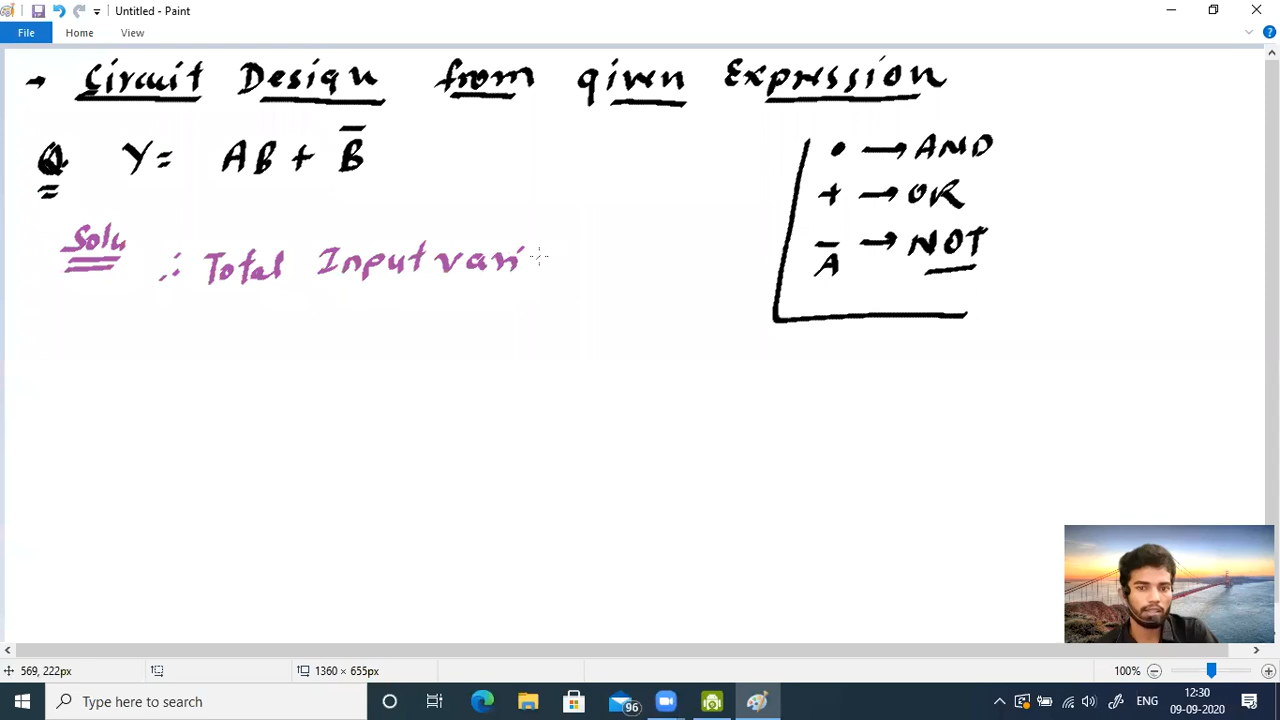 Untitled - Paint
File Home View
Circuit Design from given Expression
Q Y = AB + B̅
• → AND
+ → OR
A̅ → NOT
Solu
∴ Total Input vari
569, 222px 1360 × 655px 100%
Type here to search 96 ENG 12:30
09-09-2020